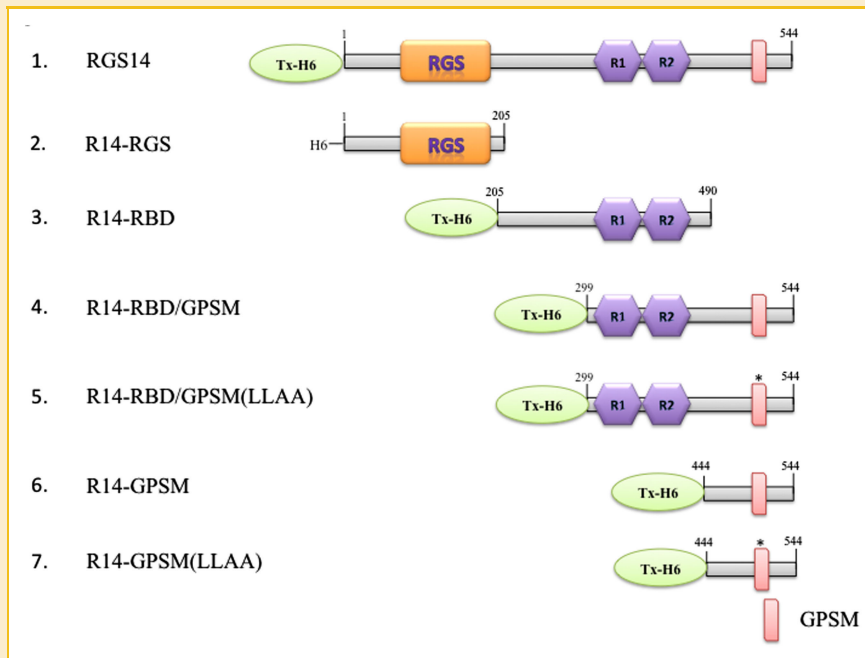 1. RGS14 Tx-H6 1 RGS R1 R2 544
2. R14-RGS H6 1 RGS 205
3. R14-RBD Tx-H6 205 R1 R2 490
4. R14-RBD/GPSM Tx-H6 299 R1 R2 544
5. R14-RBD/GPSM(LLAA) Tx-H6 299 R1 R2 * 544
6. R14-GPSM Tx-H6 444 544
7. R14-GPSM(LLAA) Tx-H6 444 * 544
GPSM